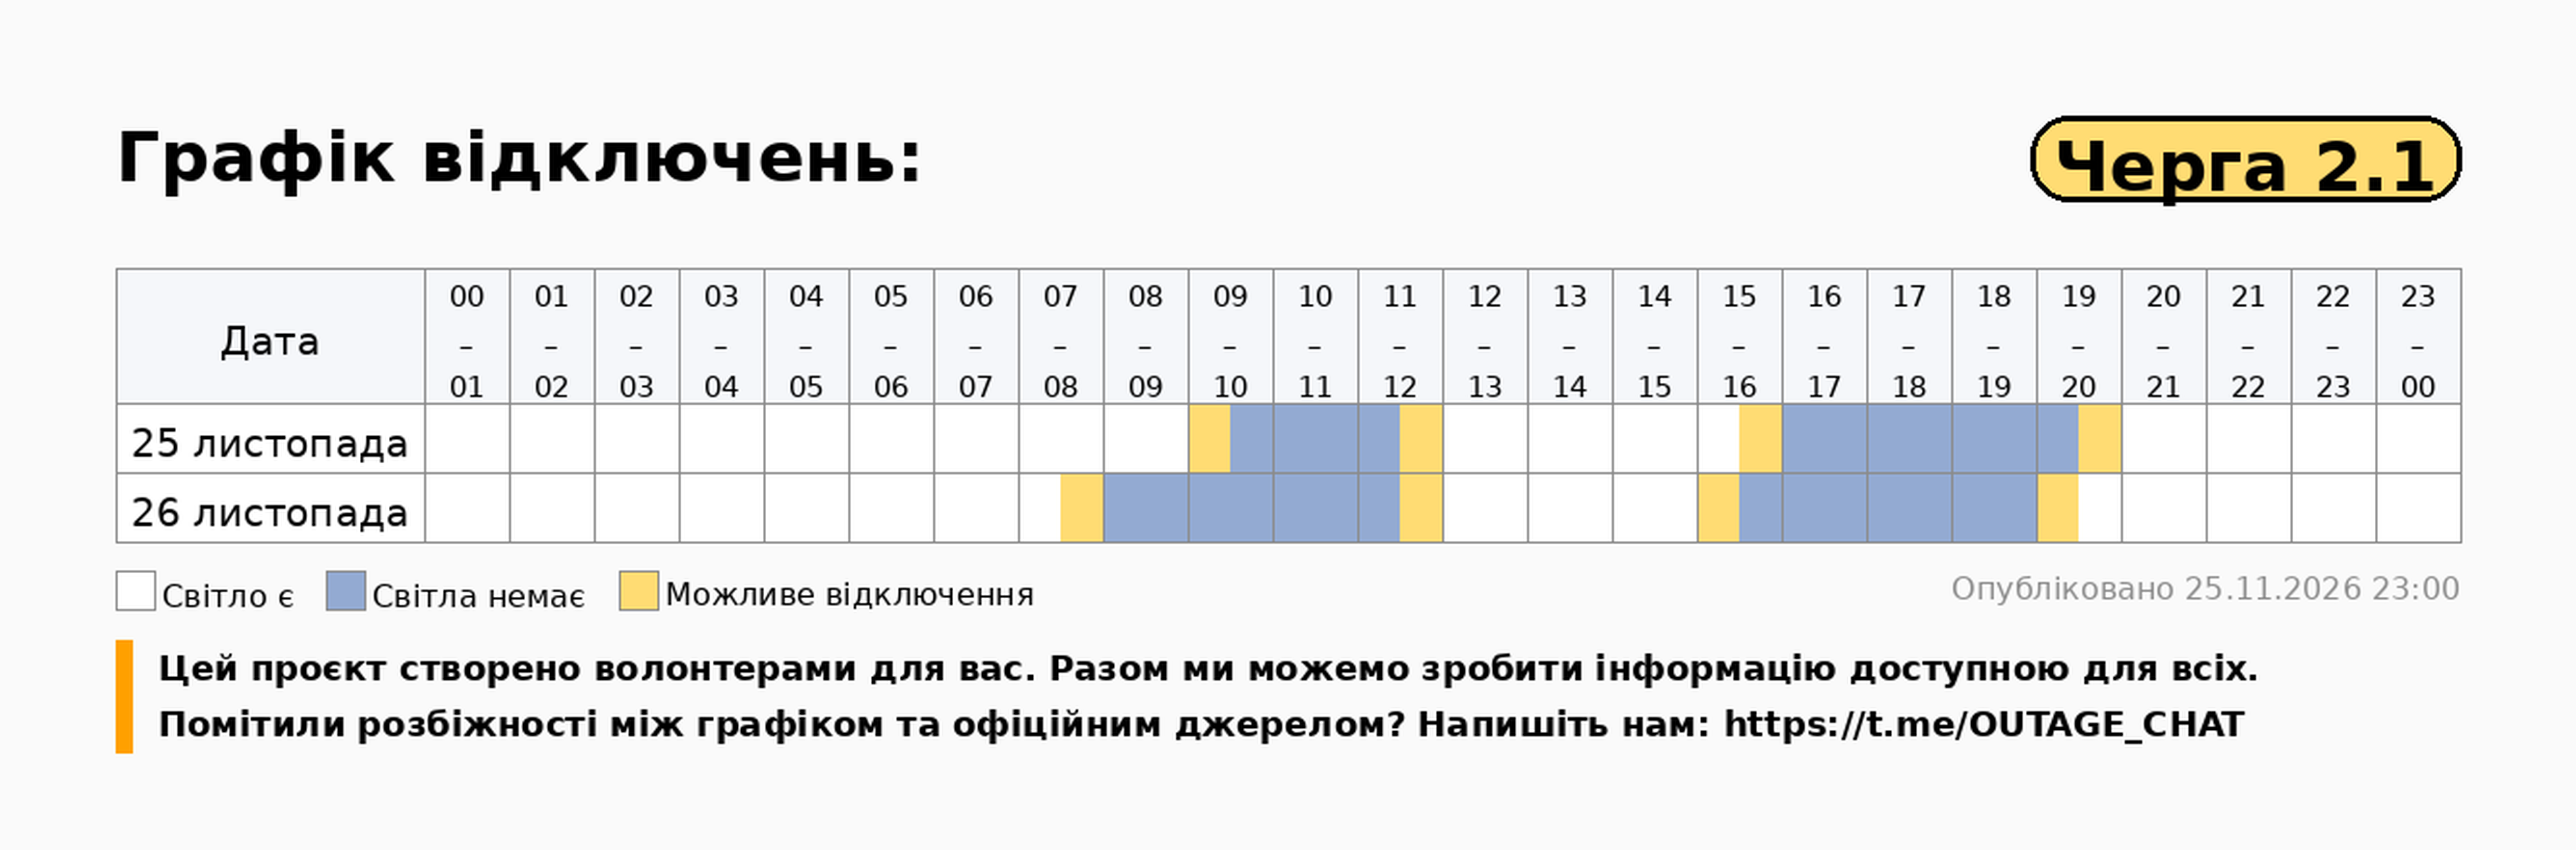 Графік відключень:
Черга 2.1
Дата 00 – 01 01 – 02 02 – 03 03 – 04 04 – 05 05 – 06 06 – 07 07 – 08 08 – 09 09 – 10 10 – 11 11 – 12 12 – 13 13 – 14 14 – 15 15 – 16 16 – 17 17 – 18 18 – 19 19 – 20 20 – 21 21 – 22 22 – 23 23 – 00
25 листопада
26 листопада
Світло є Світла немає Можливе відключення
Опубліковано 25.11.2026 23:00
Цей проєкт створено волонтерами для вас. Разом ми можемо зробити інформацію доступною для всіх.
Помітили розбіжності між графіком та офіційним джерелом? Напишіть нам: https://t.me/OUTAGE_CHAT